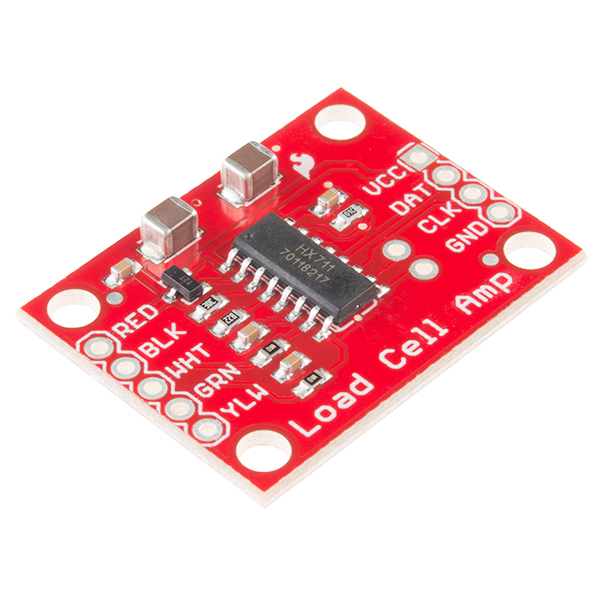 VCC
DAT
CLK
GND
HX711
70118217
RED
BLK
WHT
GRN
YLW
Load Cell Amp